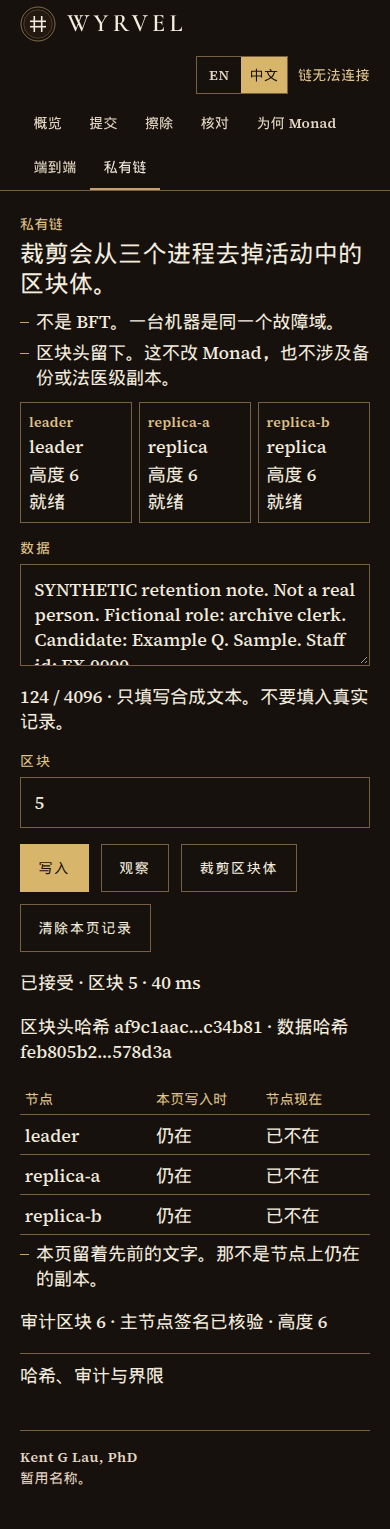 WYRVEL
EN 中文 链无法连接
概览 提交 擦除 核对 为何 Monad
端到端 私有链
私有链
裁剪会从三个进程去掉活动中的
区块体。
– 不是 BFT。一台机器是同一个故障域。
– 区块头留下。这不改 Monad，也不涉及备
份或法医级副本。
leader replica-a replica-b
leader replica replica
高度 6 高度 6 高度 6
就绪 就绪 就绪
数据
SYNTHETIC retention note. Not a real
person. Fictional role: archive clerk.
Candidate: Example Q. Sample. Staff
id: EX-0000
124 / 4096 · 只填写合成文本。不要填入真实
记录。
区块
5
写入 观察 裁剪区块体
清除本页记录
已接受 · 区块 5 · 40 ms
区块头哈希 af9c1aac…c34b81 · 数据哈希
feb805b2…578d3a
节点 本页写入时 节点现在
leader 仍在 已不在
replica-a 仍在 已不在
replica-b 仍在 已不在
– 本页留着先前的文字。那不是节点上仍在
的副本。
审计区块 6 · 主节点签名已核验 · 高度 6
哈希、审计与界限
Kent G Lau, PhD
暂用名称。